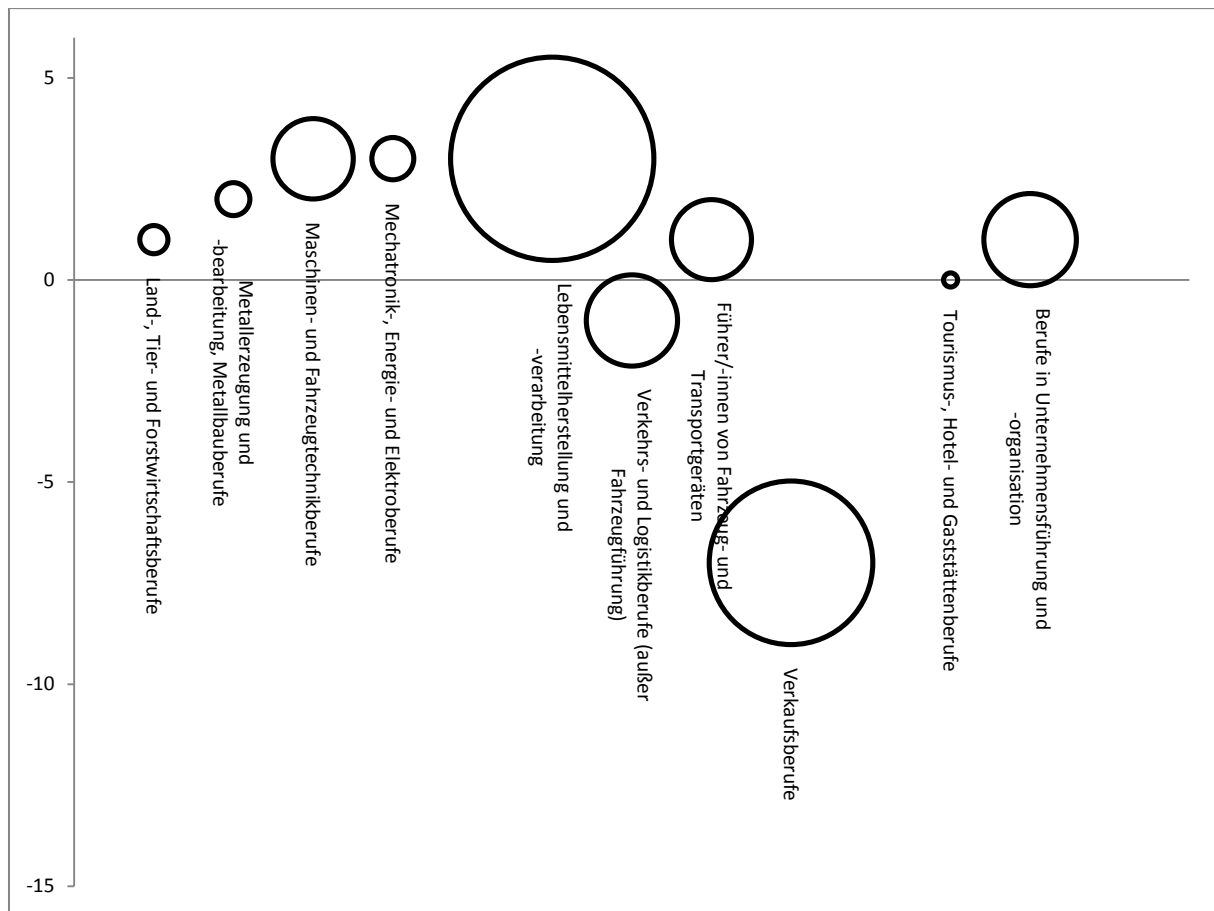 5
0
-5
-10
-15
Land-, Tier- und Forstwirtschaftsberufe
Metallerzeugung und
-bearbeitung, Metallbauberufe
Maschinen- und Fahrzeugtechnikberufe
Mechatronik-, Energie- und Elektroberufe
Lebensmittelherstellung und
-verarbeitung
Verkehrs- und Logistikberufe (außer
Fahrzeugführung)
Führer/-innen von Fahrzeug- und
Transportgeräten
Verkaufsberufe
Tourismus-, Hotel- und Gaststättenberufe
Berufe in Unternehmensführung und
-organisation